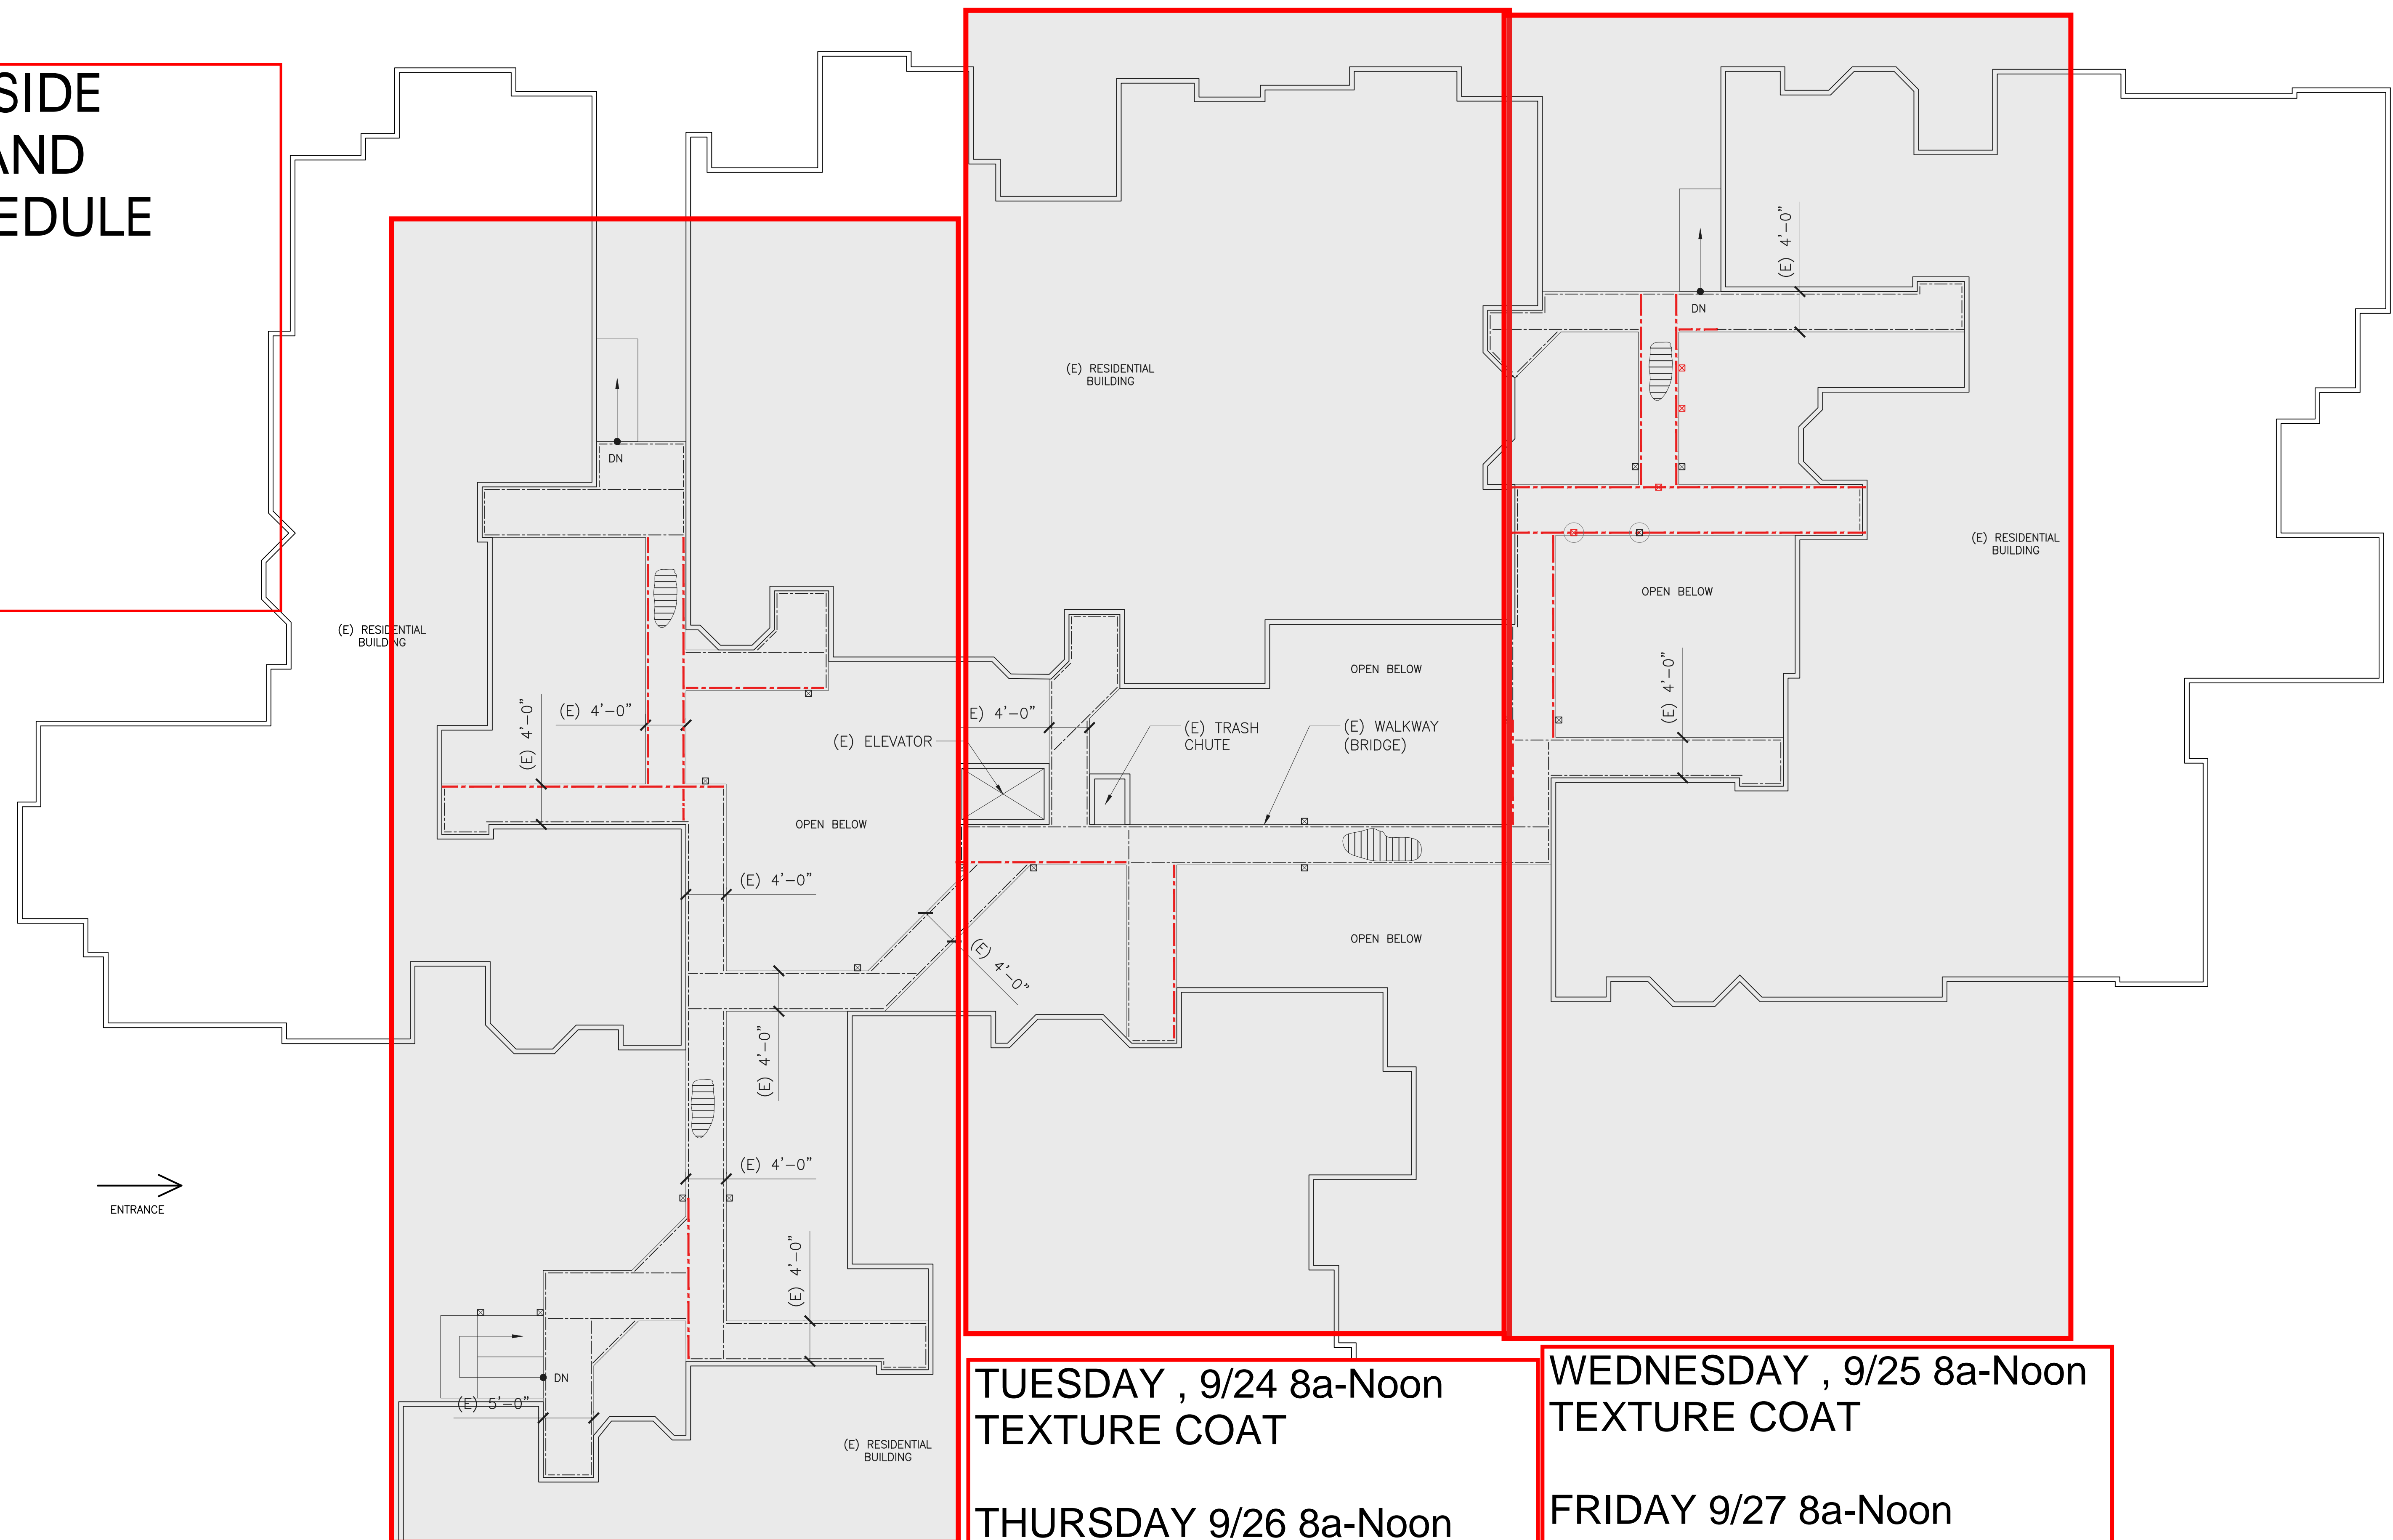 SIDE
AND
EDULE
(E) 4'-0"
DN
(E) RESIDENTIAL
BUILDING
DN
(E) RESIDENTIAL
BUILDING
OPEN BELOW
(E) RESIDENTIAL
BUILDING
OPEN BELOW
(E) 4'-0"
(E) 4'-0"
(E) 4'-0"
E) 4'-0"
(E) TRASH
CHUTE
(E) WALKWAY
(BRIDGE)
(E) ELEVATOR
OPEN BELOW
(E) 4'-0"
(E) 4'-0"
OPEN BELOW
(E) 4'-0"
(E) 4'-0"
ENTRANCE
(E) 4'-0"
DN
(E) 5'-0"
(E) RESIDENTIAL
BUILDING
TUESDAY , 9/24 8a-Noon
TEXTURE COAT
THURSDAY 9/26 8a-Noon
WEDNESDAY , 9/25 8a-Noon
TEXTURE COAT
FRIDAY 9/27 8a-Noon